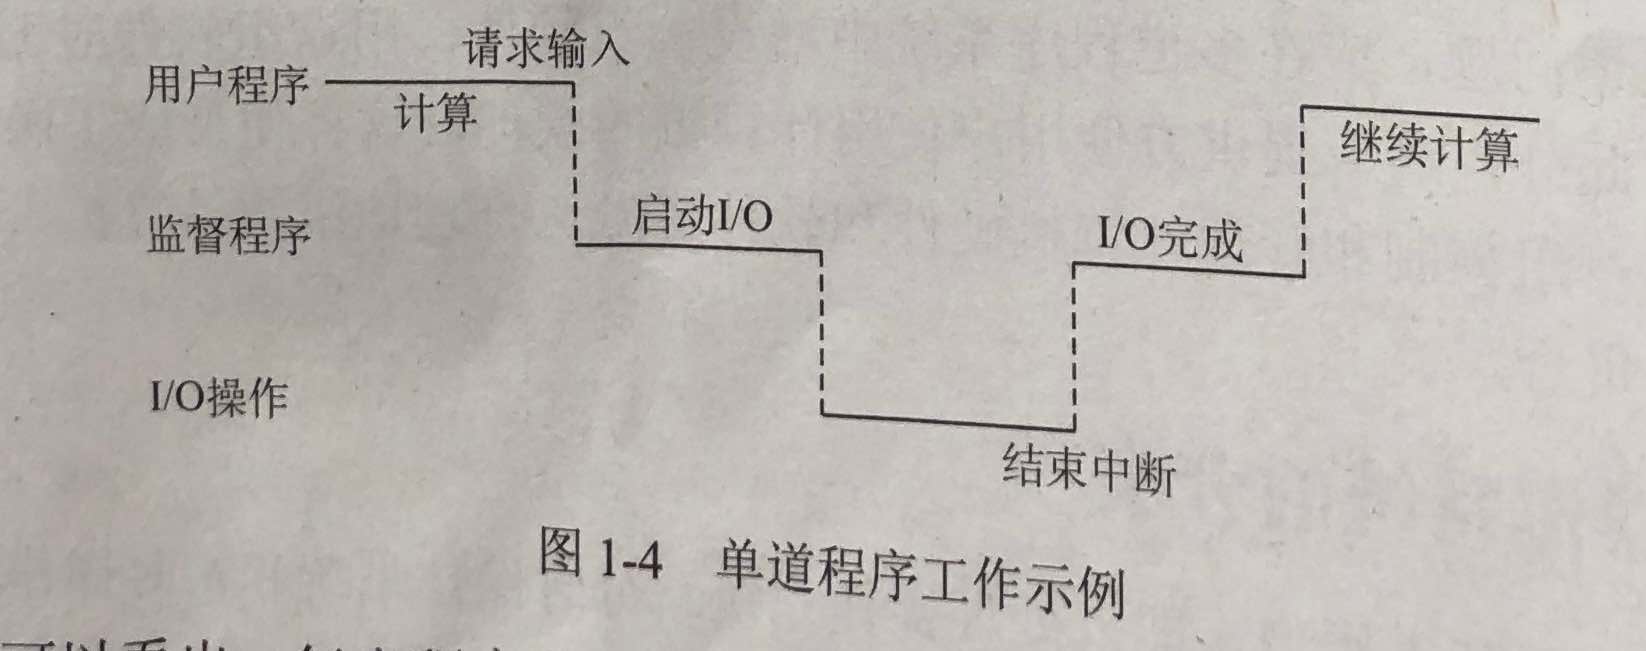 请求输入
用户程序
计算
继续计算
监督程序
启动I/O
I/O完成
I/O操作
结束中断
图 1-4 单道程序工作示例